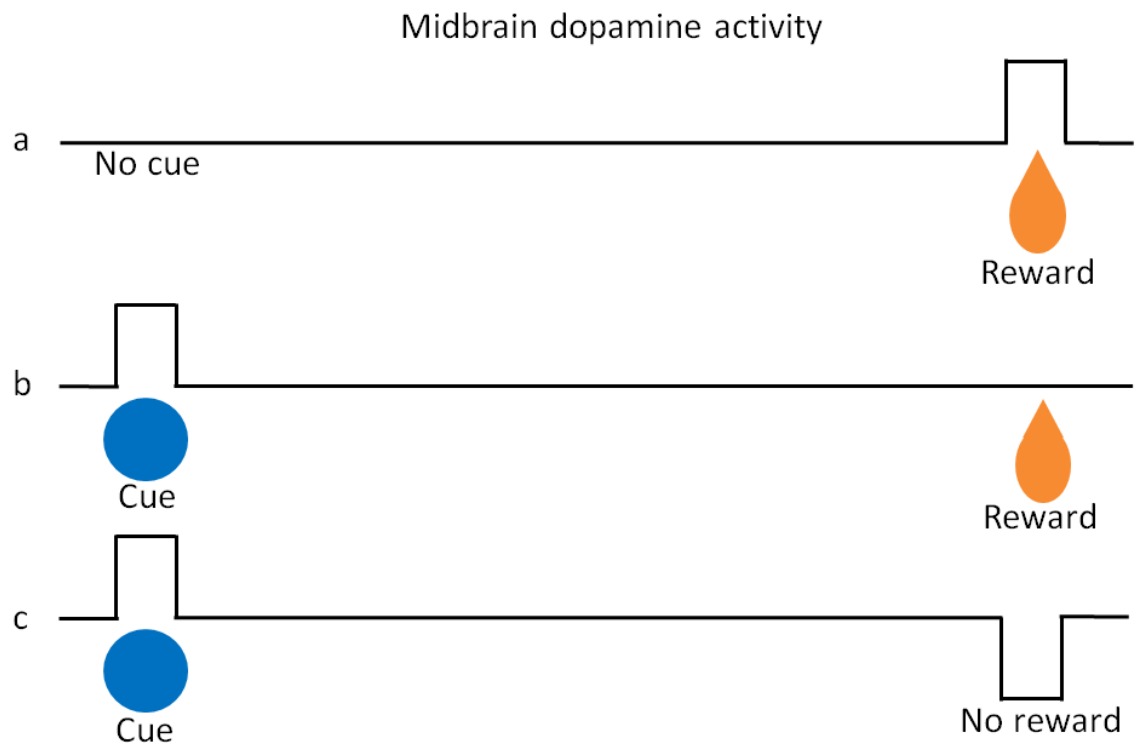 Midbrain dopamine activity
a
No cue
Reward
b
Cue
Reward
c
Cue
No reward